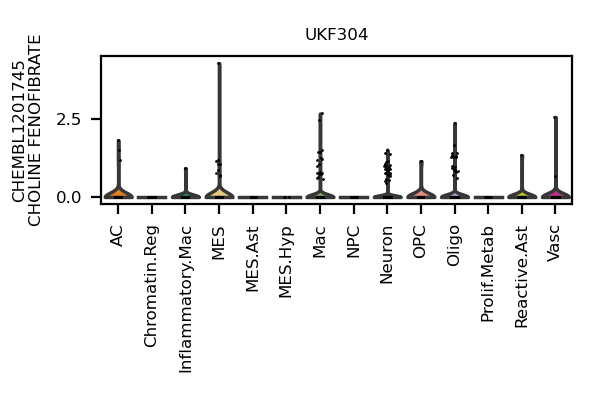 UKF304
CHEMBL1201745
CHOLINE FENOFIBRATE
2.5
0.0
AC
Chromatin.Reg
Inflammatory.Mac
MES
MES.Ast
MES.Hyp
Mac
NPC
Neuron
OPC
Oligo
Prolif.Metab
Reactive.Ast
Vasc